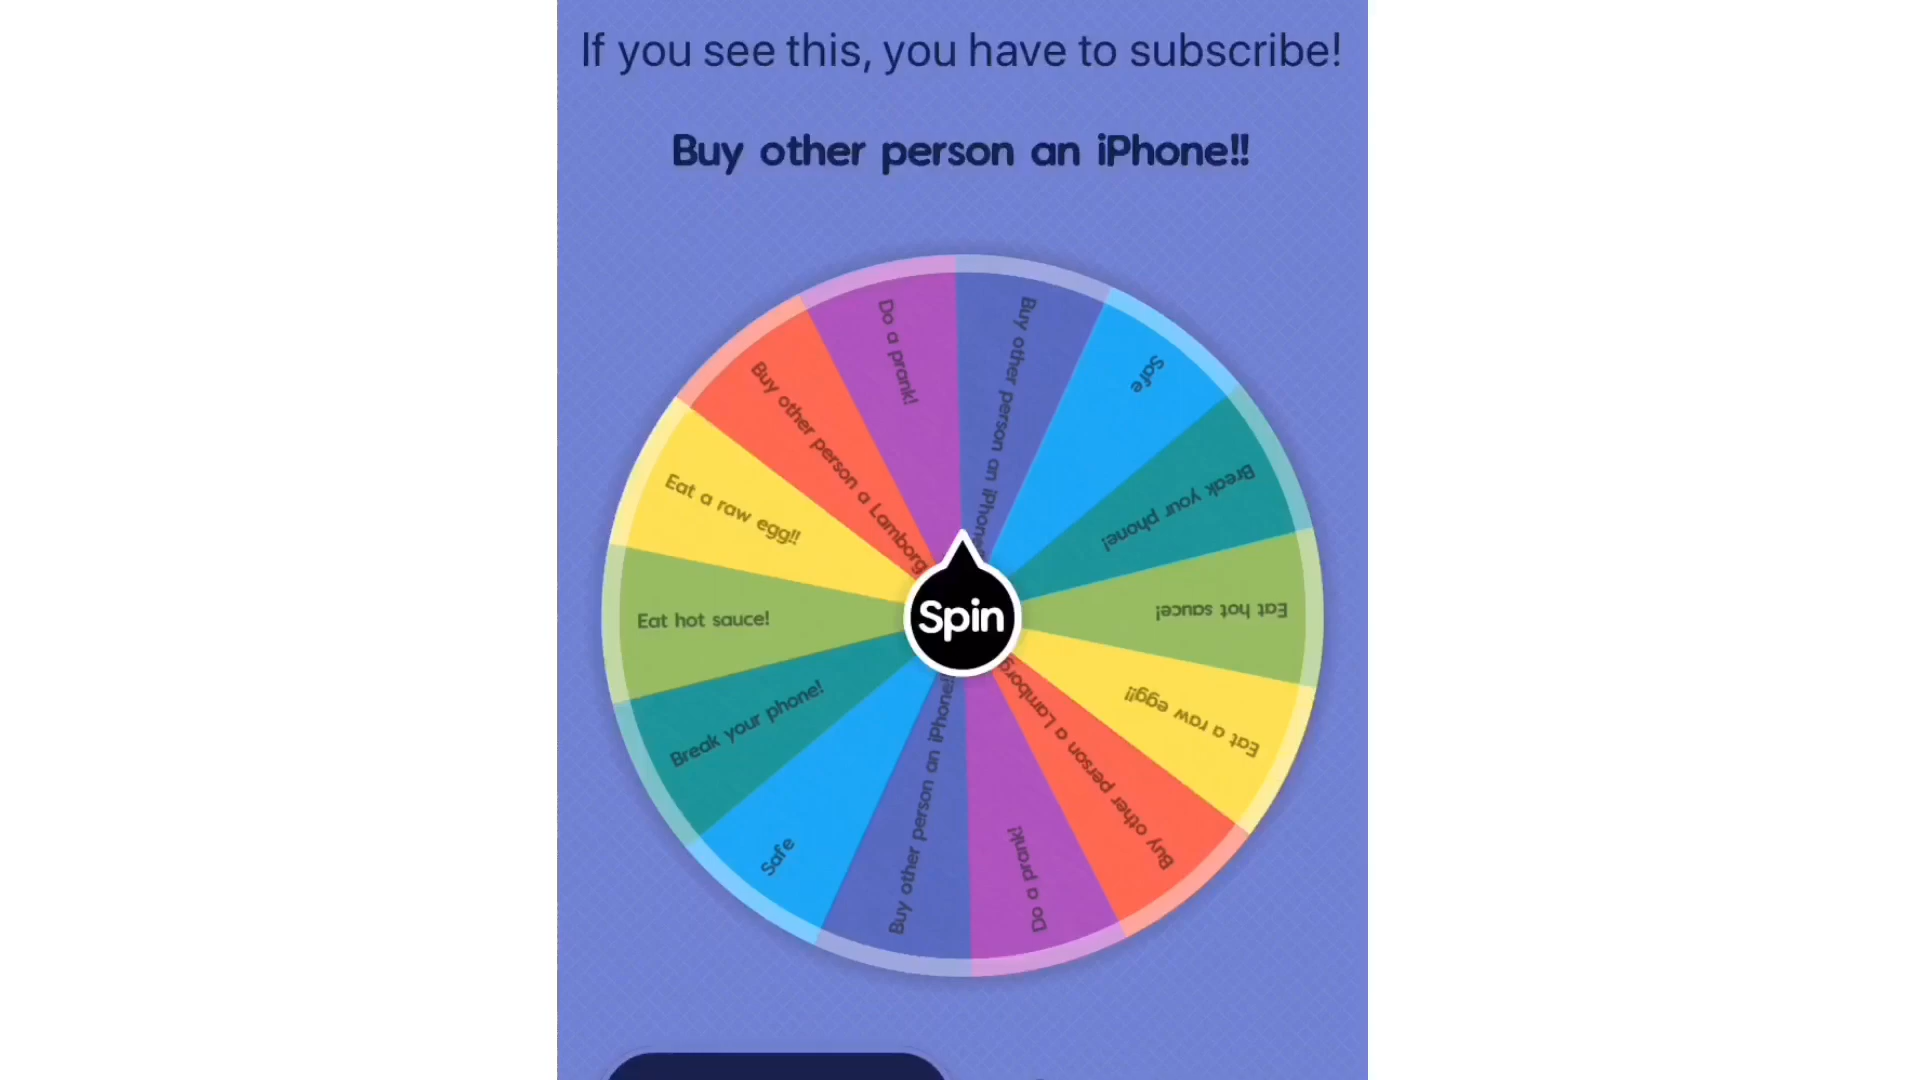 If you see this, you have to subscribe!
Buy other person an iPhone!!
Do a prank!
Buy other person an iPhone
Safe
Break your phone!
Eat hot sauce!
Eat a raw egg!!
Buy other person a Lamborg
Do a prank!
Buy other person an iPhone!!
Safe
Break your phone!
Eat hot sauce!
Eat a raw egg!!
Buy other person a Lamborg
Spin